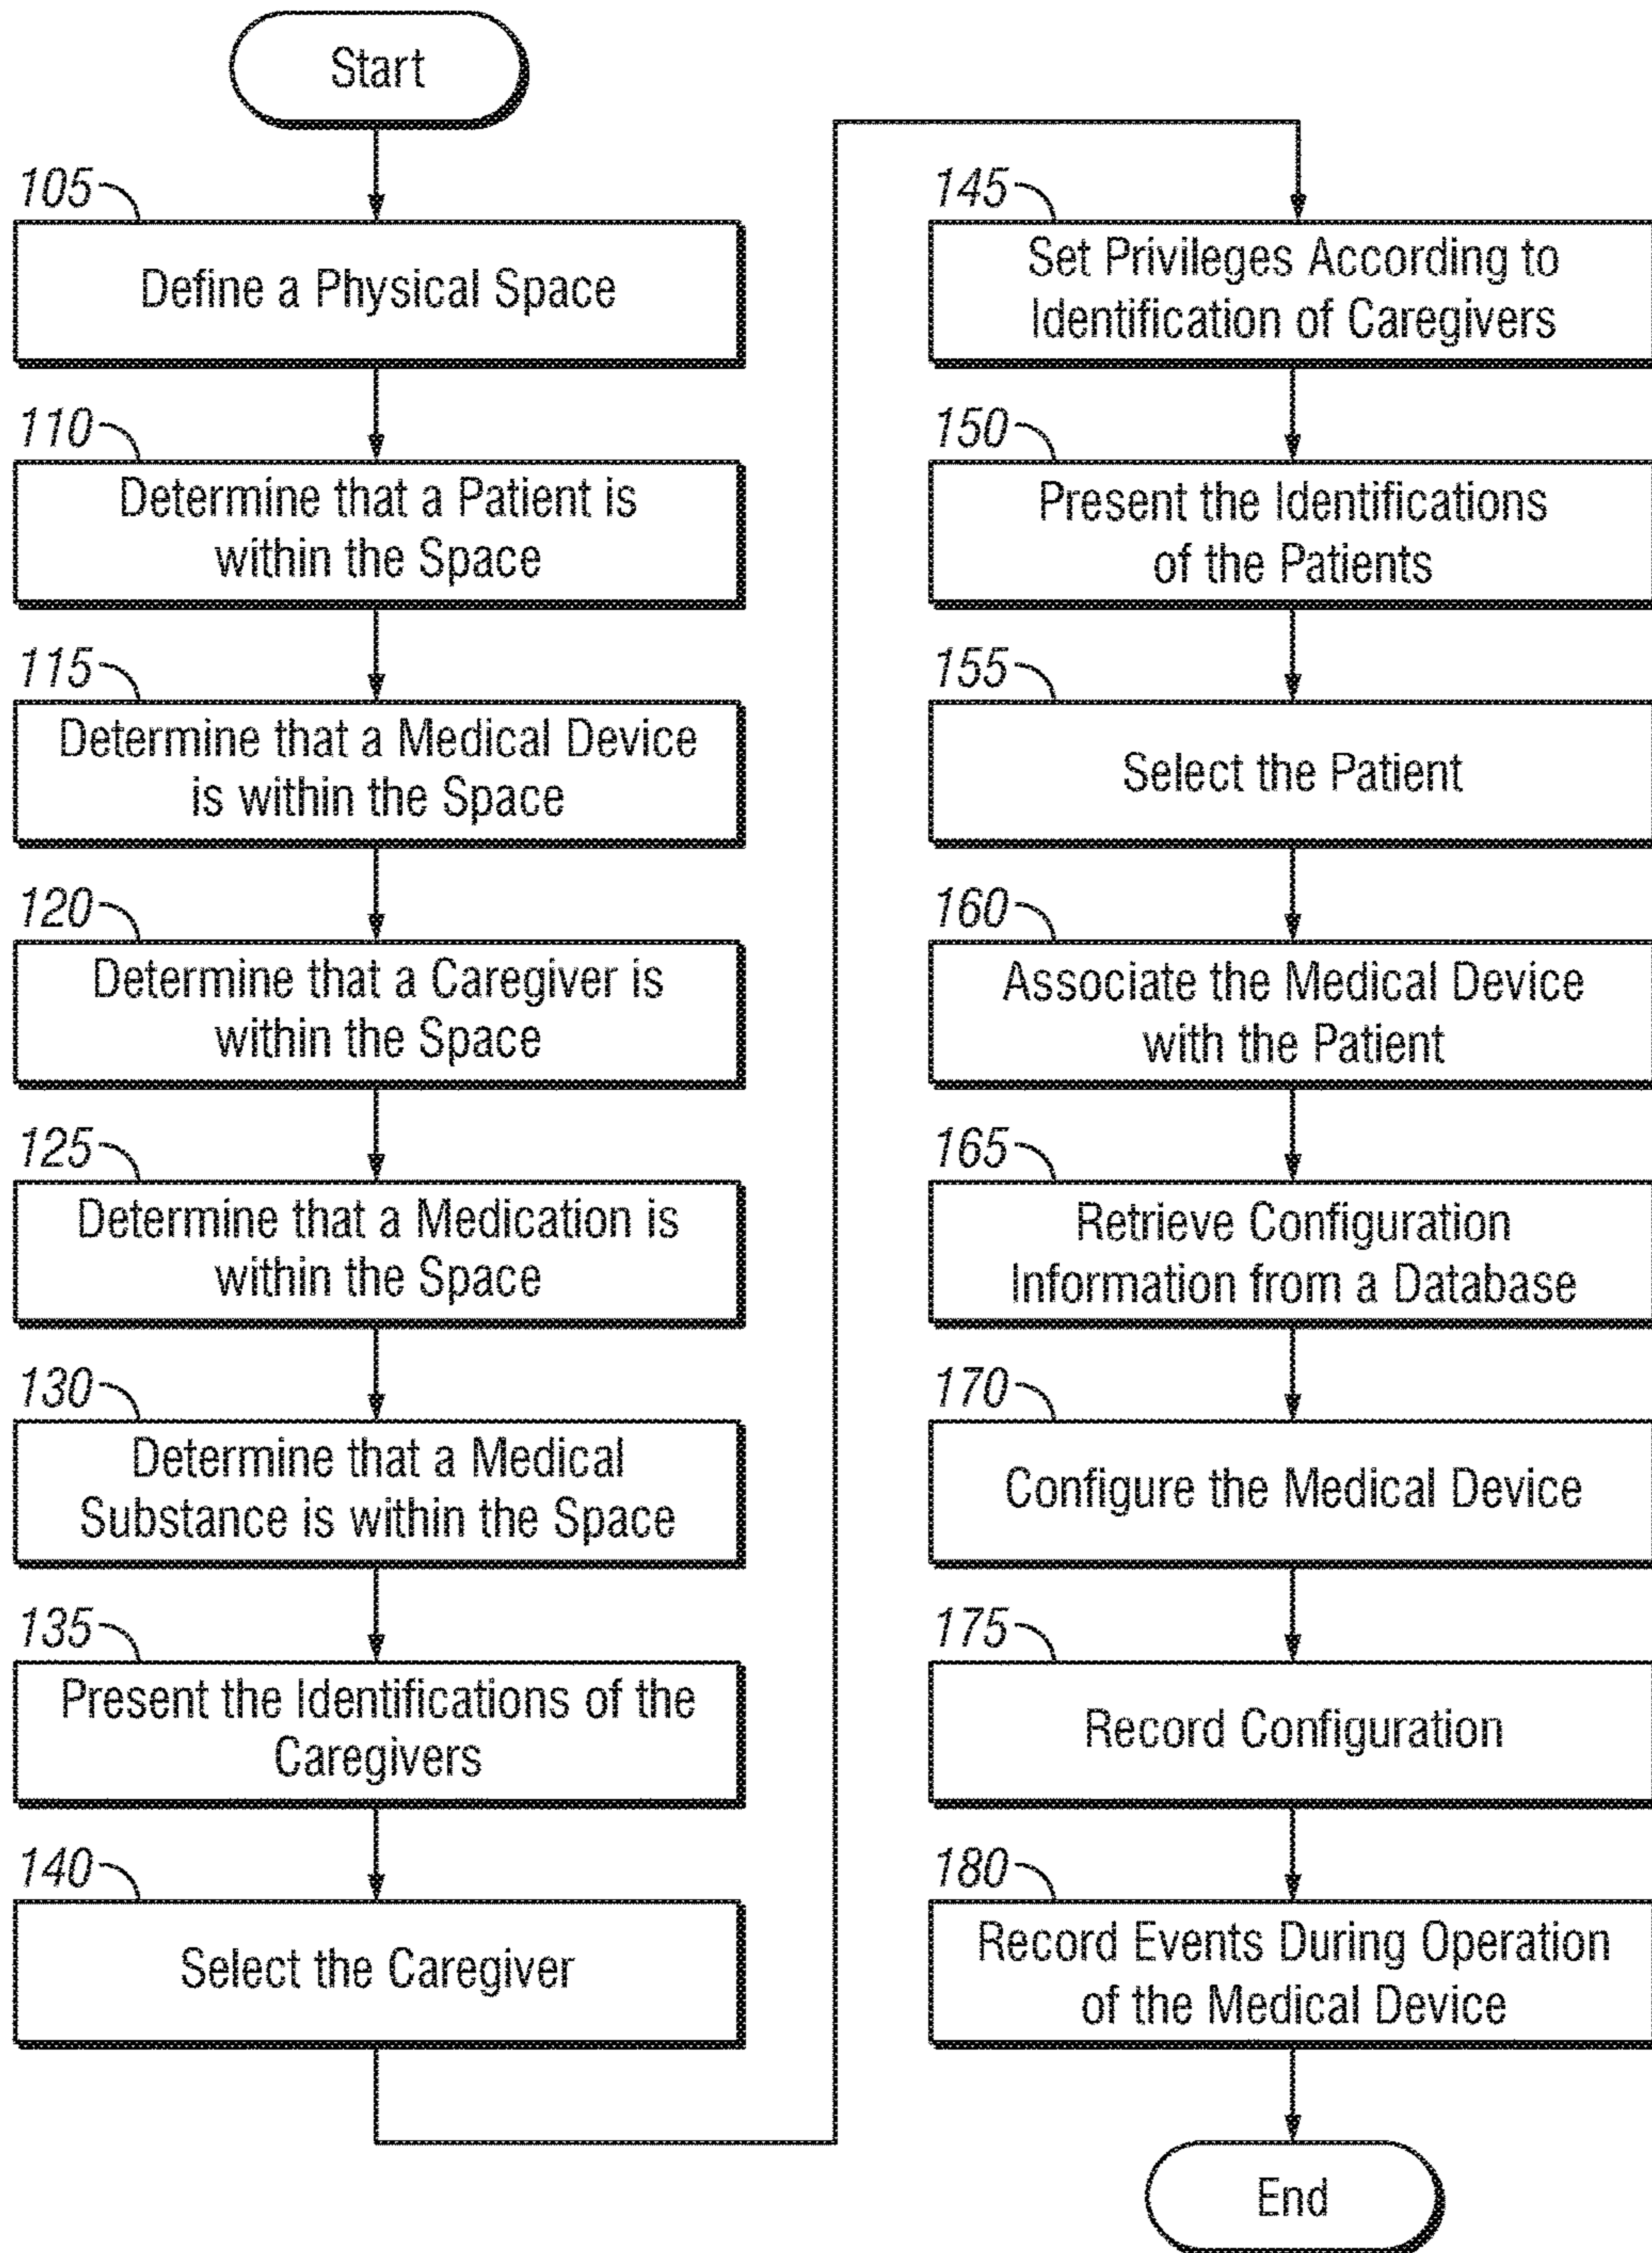 Start
105
Define a Physical Space
110
Determine that a Patient is
within the Space
115
Determine that a Medical Device
is within the Space
120
Determine that a Caregiver is
within the Space
125
Determine that a Medication is
within the Space
130
Determine that a Medical
Substance is within the Space
135
Present the Identifications of the
Caregivers
140
Select the Caregiver
145
Set Privileges According to
Identification of Caregivers
150
Present the Identifications
of the Patients
155
Select the Patient
160
Associate the Medical Device
with the Patient
165
Retrieve Configuration
Information from a Database
170
Configure the Medical Device
175
Record Configuration
180
Record Events During Operation
of the Medical Device
End